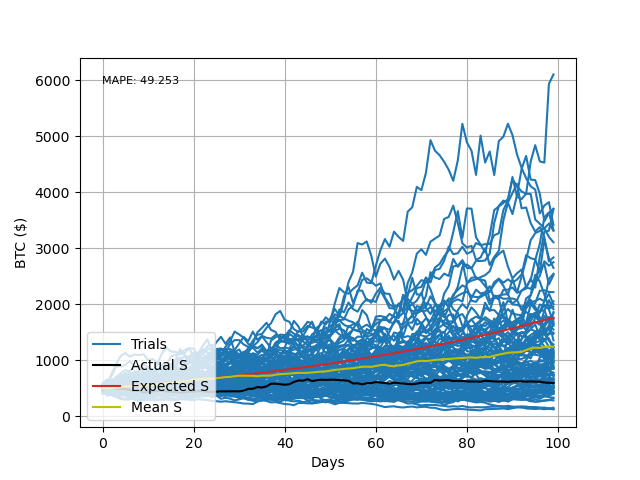 MAPE: 49.253
6000
5000
4000
3000
2000
1000
0
BTC ($)
Trials
Actual S
Expected S
Mean S
0 20 40 60 80 100
Days